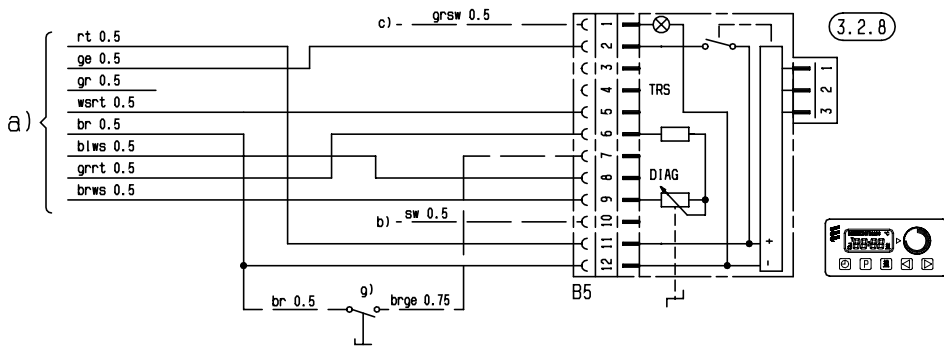 c) grsw 0.5
3.2.8
a)
rt 0.5
ge 0.5
gr 0.5
wsrt 0.5
br 0.5
blws 0.5
grrt 0.5
brws 0.5
b) sw 0.5
1
2
3
4
5
6
7
8
9
10
11
12
B5
TRS
DIAG
+
-
1
2
3
br 0.5
g)
brge 0.75
P